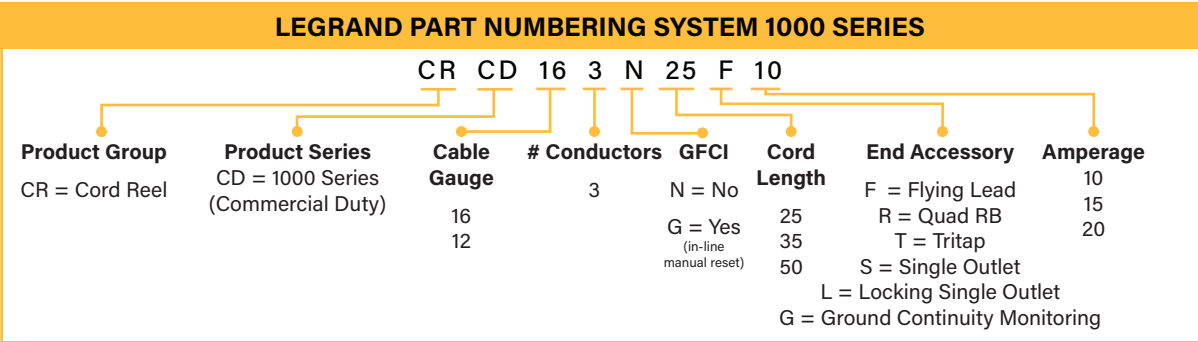 LEGRAND PART NUMBERING SYSTEM 1000 SERIES
CR CD 16 3 N 25 F 10
Product Group
CR = Cord Reel
Product Series
CD = 1000 Series
(Commercial Duty)
Cable
Gauge
16
12
# Conductors
3
GFCI
N = No
G = Yes
(in-line
manual reset)
Cord
Length
25
35
50
End Accessory
F = Flying Lead
R = Quad RB
T = Tritap
S = Single Outlet
L = Locking Single Outlet
G = Ground Continuity Monitoring
Amperage
10
15
20